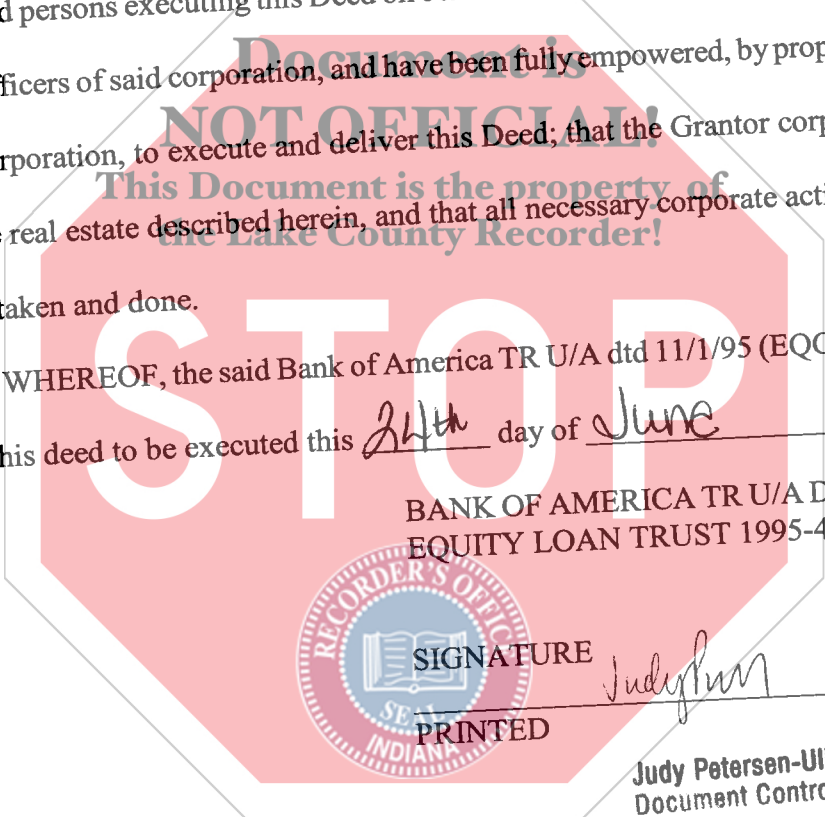 d persons executing this Deed on
Document is
fficers of said corporation, and have been fully empowered, by prop
NOT OFFICIAL!
rporation, to execute and deliver this Deed; that the Grantor corp
This Document is the property of
real estate described herein, and that all necessary corporate acti
the Lake County Recorder!
taken and done.
STOP
WHEREOF, the said Bank of America TR U/A dtd 11/1/95 (EQC
his deed to be executed this 24th day of June
BANK OF AMERICA TR U/A D
EQUITY LOAN TRUST 1995-4
RECORDER'S OFFICE
SEAL
INDIANA
SIGNATURE Judy
PRINTED
Judy Petersen-Ul
Document Contro